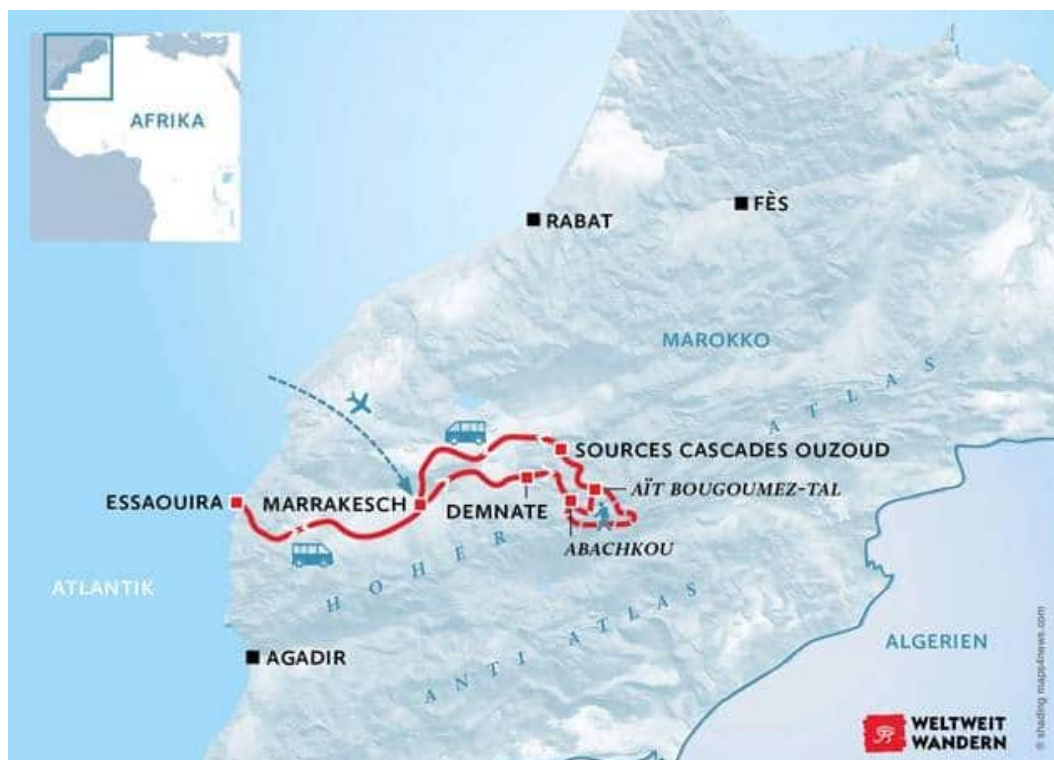 AFRIKA
RABAT
FÈS
MAROKKO
ATLAS
SOURCES CASCADES OUZOUD
AÏT BOUGOUMEZ-TAL
ESSAOUIRA
MARRAKESCH
DEMNATE
ABACHKOU
HOHER
ATLANTIK
ANTI ATLAS
ALGERIEN
AGADIR
WELTWEIT
WANDERN
© shading maps4news.com